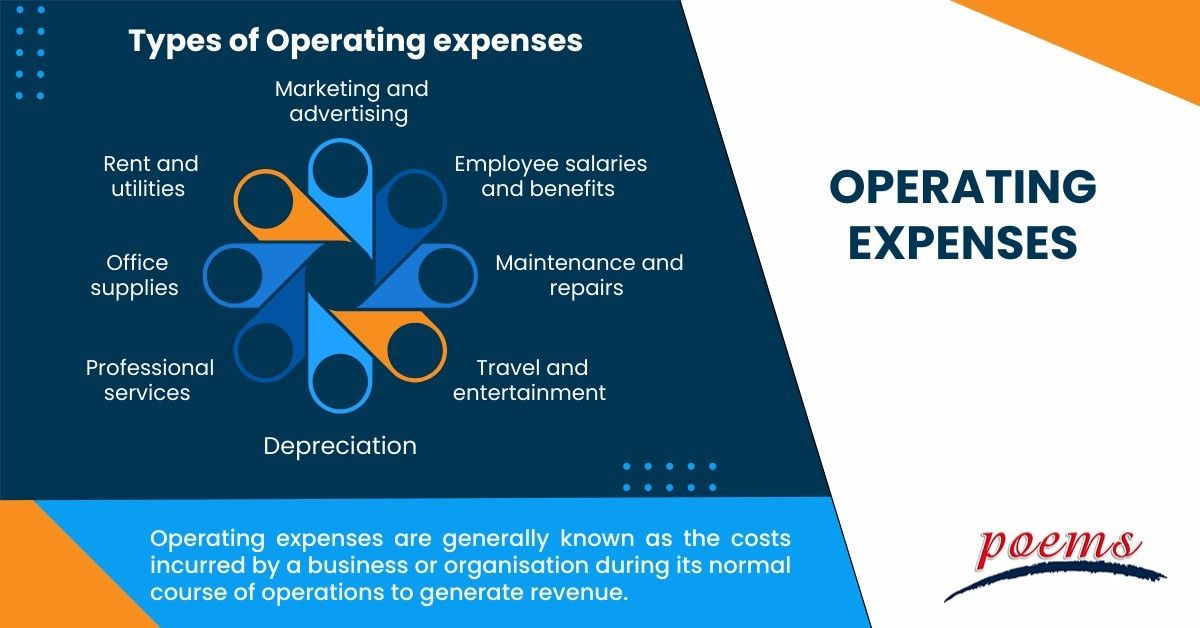 Types of Operating expenses
Marketing and
advertising
Rent and
utilities
Employee salaries
and benefits
Office
supplies
Maintenance and
repairs
Professional
services
Travel and
entertainment
Depreciation
Operating expenses are generally known as the costs
incurred by a business or organisation during its normal
course of operations to generate revenue.
OPERATING
EXPENSES
poems